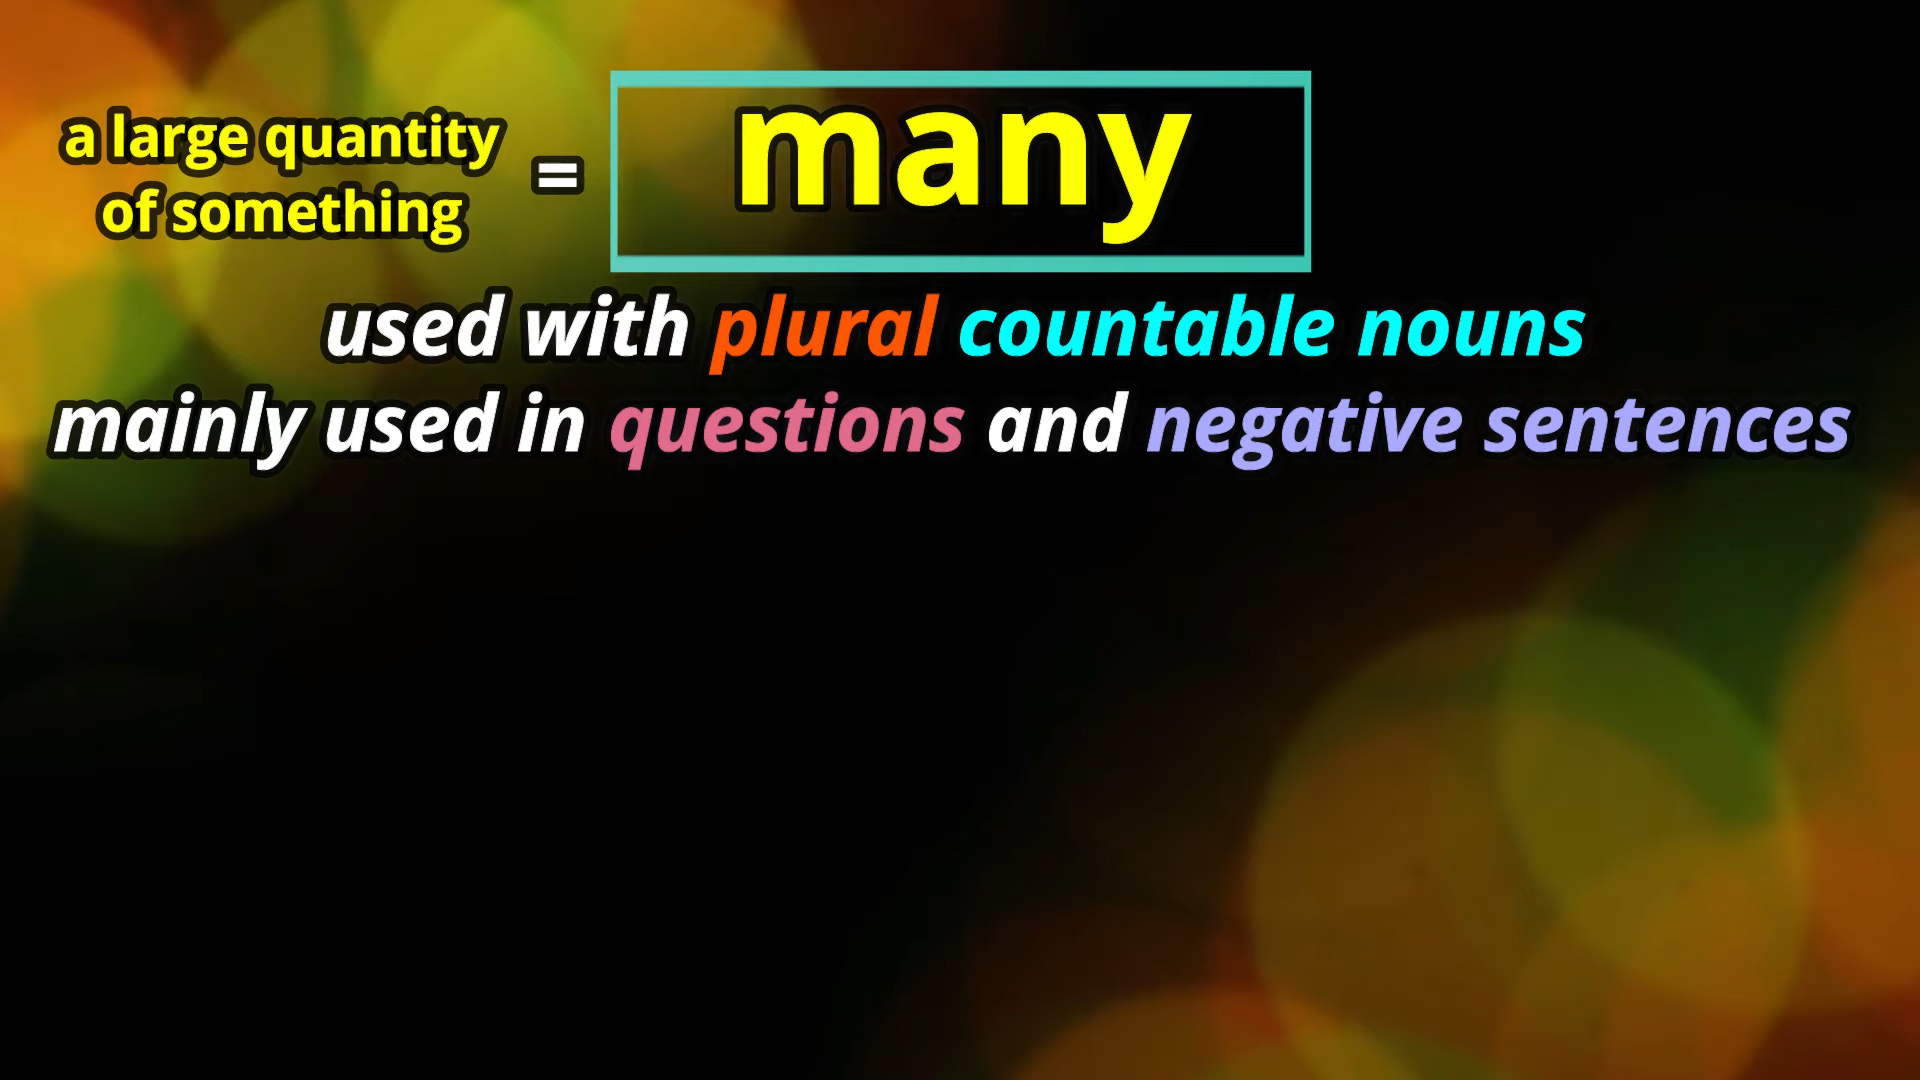 a large quantity
of something
=
many
used with plural countable nouns
mainly used in questions and negative sentences